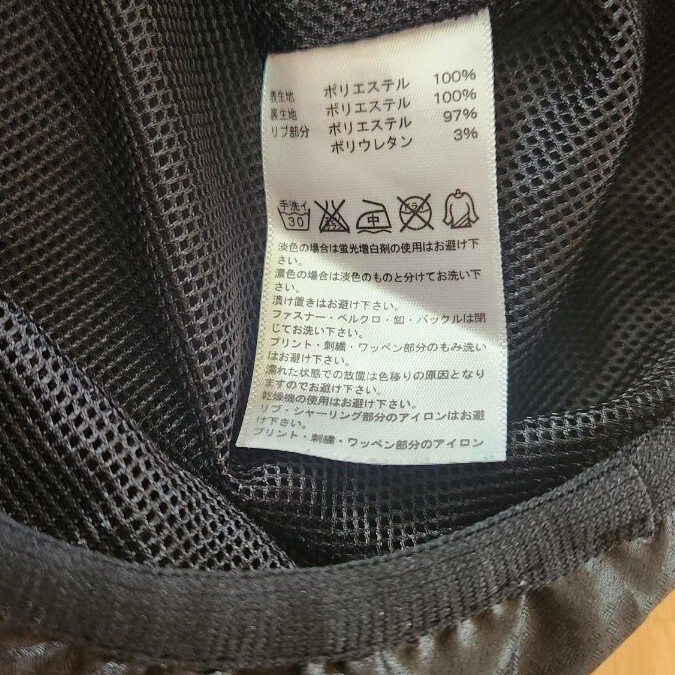 表生地 ポリエステル 100%
裏生地 ポリエステル 100%
リブ部分 ポリエステル 97%
ポリウレタン 3%
手洗イ 30 中 ドライ
淡色の場合は蛍光増白剤の使用はお避け下
さい。
濃色の場合は淡色のものと分けてお洗い下
さい。
漬け置きはお避け下さい。
ファスナー・ベルクロ・釦・バックルは閉
じてお洗い下さい。
プリント・刺繍・ワッペン部分のもみ洗い
はお避け下さい。
濡れた状態での放置は色移りの原因となり
ますのでお避け下さい。
乾燥機の使用はお避け下さい。
リブ・シャーリング部分のアイロンはお避
け下さい。
プリント・刺繍・ワッペン部分のアイロン